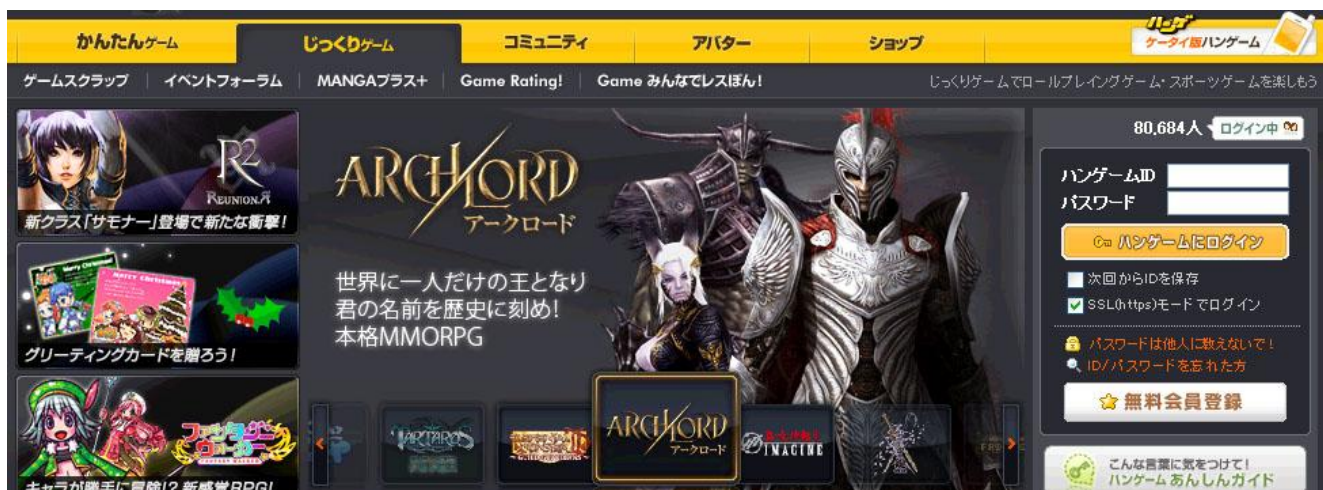 かんたんゲーム
じっくりゲーム
コミュニティ
アバター
ショップ
ハンゲ
ケータイ版ハンゲーム
ゲームスクラップ
イベントフォーラム
MANGAプラス+
Game Rating!
Game みんなでレスぽん!
じっくりゲームでロールプレイングゲーム・スポーツゲームを楽しもう
R2
REUNION
新クラス「サモナー」登場で新たな衝撃!
Merry Christmas!
MERRY CHRISTMAS
グリーティングカードを贈ろう!
ファンタジーウォーカー
FANTASY WALKER
キャラが勝手に冒険!? 新感覚RPG!
ARCHLORD
アークロード
世界に一人だけの王となり
君の名前を歴史に刻め!
本格MMORPG
TARTAROS
ARCHLORD
アークロード
IMAGINE
80,684人
ログイン中
ハンゲームID
パスワード
ハンゲームにログイン
次回からIDを保存
SSL(https)モードでログイン
パスワードは他人に教えないで!
ID/パスワードを忘れた方
無料会員登録
こんな言葉に気をつけて!
ハンゲームあんしんガイド